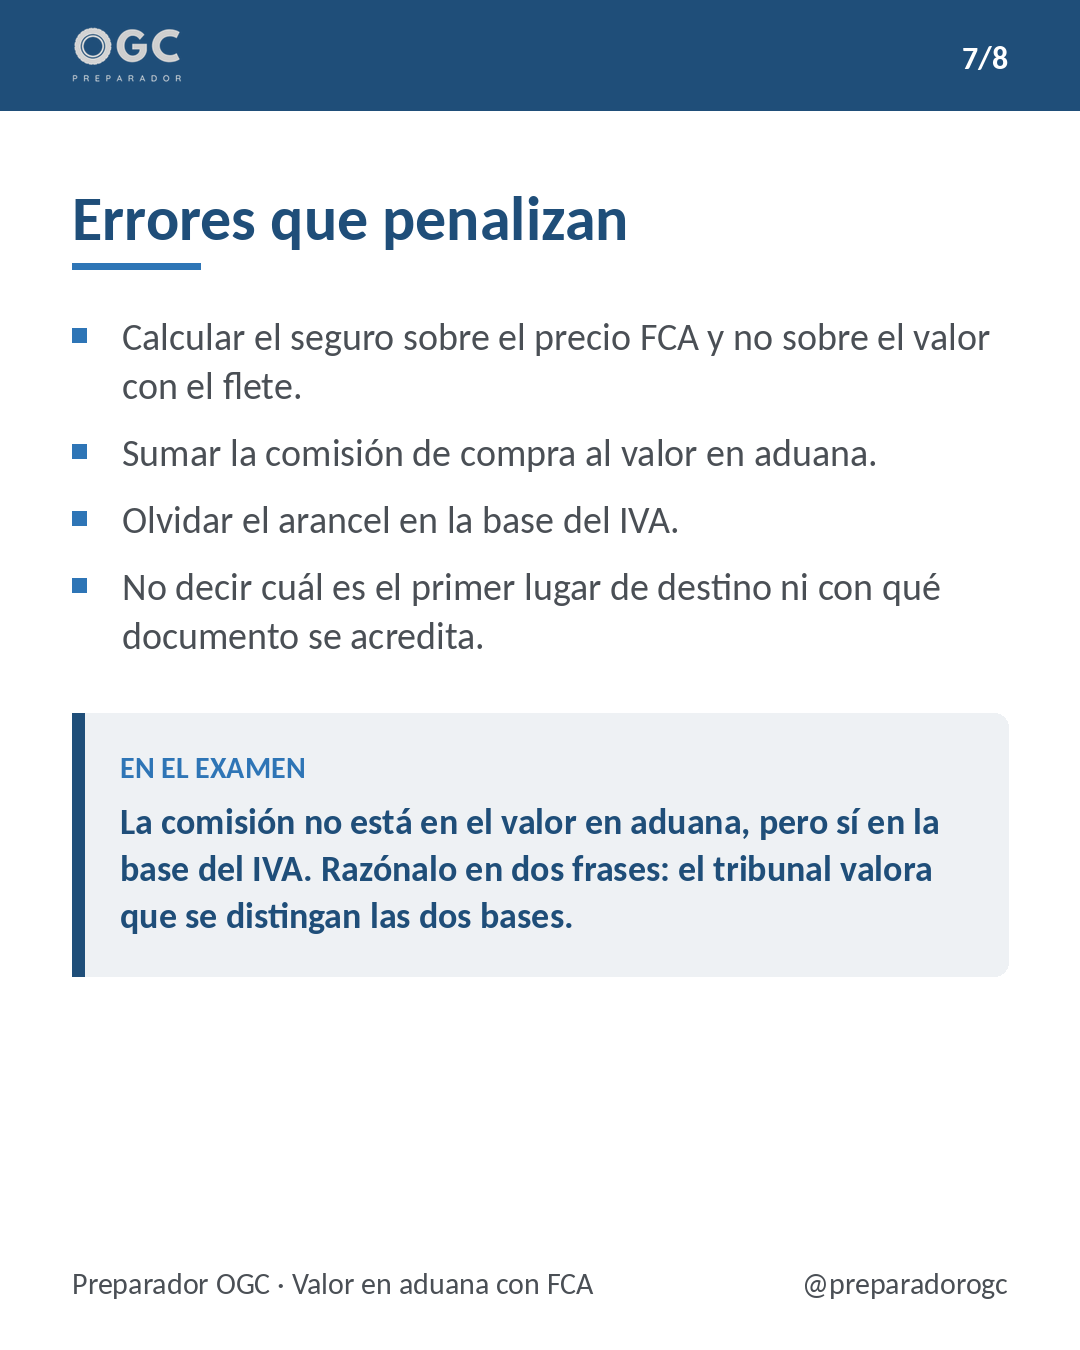 OGC
PREPARADOR
7/8
Errores que penalizan
Calcular el seguro sobre el precio FCA y no sobre el valor
con el flete.
Sumar la comisión de compra al valor en aduana.
Olvidar el arancel en la base del IVA.
No decir cuál es el primer lugar de destino ni con qué
documento se acredita.
EN EL EXAMEN
La comisión no está en el valor en aduana, pero sí en la
base del IVA. Razónalo en dos frases: el tribunal valora
que se distingan las dos bases.
Preparador OGC · Valor en aduana con FCA
@preparadorogc